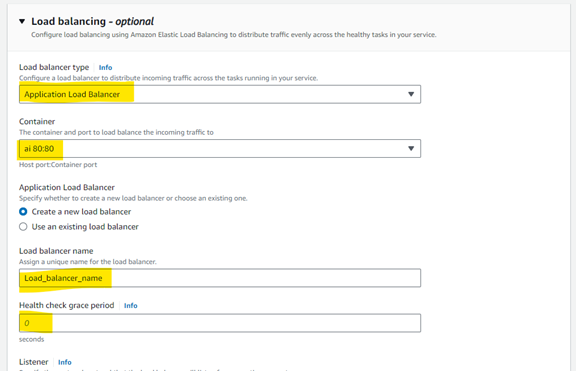 Load balancing - optional
Configure load balancing using Amazon Elastic Load Balancing to distribute traffic evenly across the healthy tasks in your service.
Load balancer type Info
Configure a load balancer to distribute incoming traffic across the tasks running in your service.
Application Load Balancer
Container
The container and port to load balance the incoming traffic to
ai 80:80
Host port:Container port
Application Load Balancer
Specify whether to create a new load balancer or choose an existing one.
Create a new load balancer
Use an existing load balancer
Load balancer name
Assign a unique name for the load balancer.
Load_balancer_name
Health check grace period Info
0
seconds
Listener Info